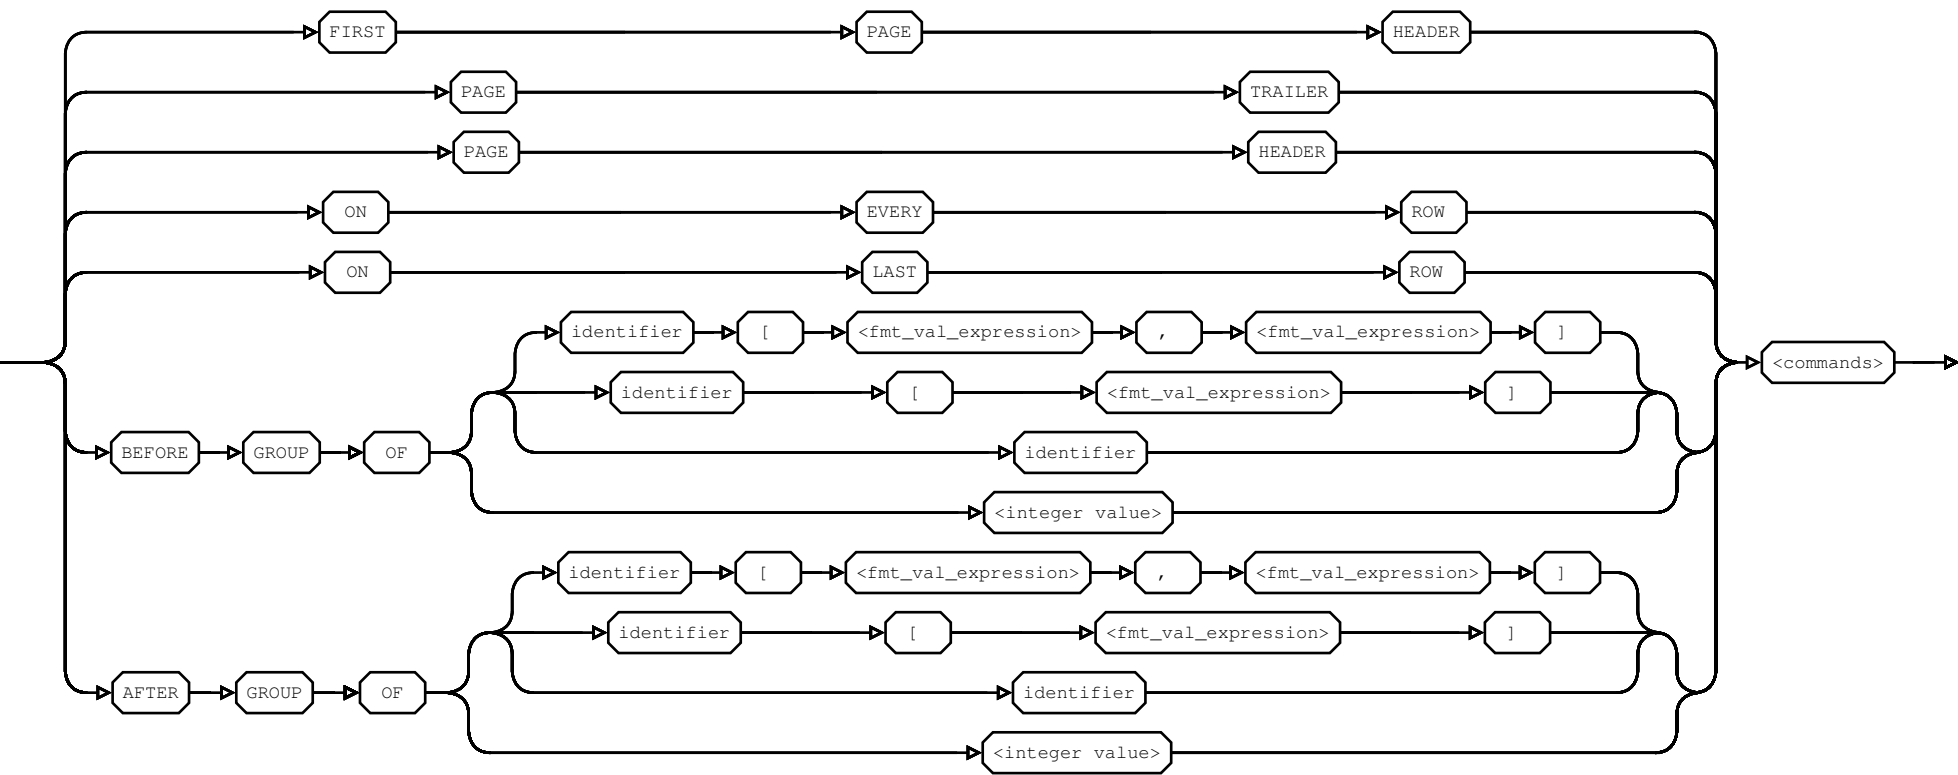 FIRST PAGE HEADER
PAGE TRAILER
PAGE HEADER
ON EVERY ROW
ON LAST ROW
identifier [ <fmt_val_expression> , <fmt_val_expression> ]
<commands>
identifier [ <fmt_val_expression> ]
BEFORE GROUP OF identifier
<integer value>
identifier [ <fmt_val_expression> , <fmt_val_expression> ]
identifier [ <fmt_val_expression> ]
AFTER GROUP OF identifier
<integer value>